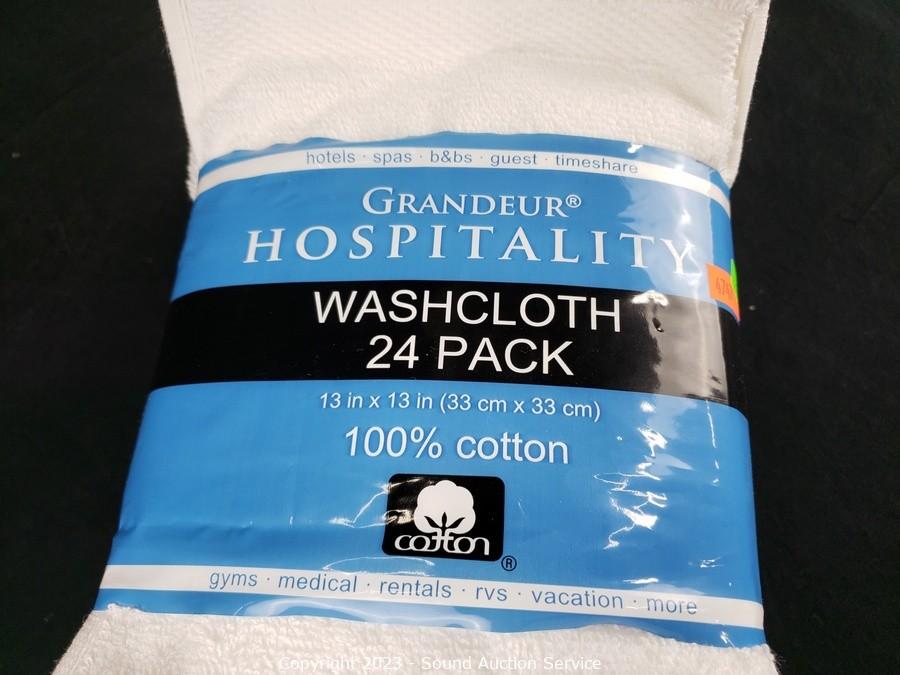 hotels · spas · b&bs · guest · timeshare
GRANDEUR®
HOSPITALITY
WASHCLOTH
24 PACK
13 in x 13 in (33 cm x 33 cm)
100% cotton
cotton
®
gyms · medical · rentals · rvs · vacation · more
Copyright 2023 - Sound Auction Service